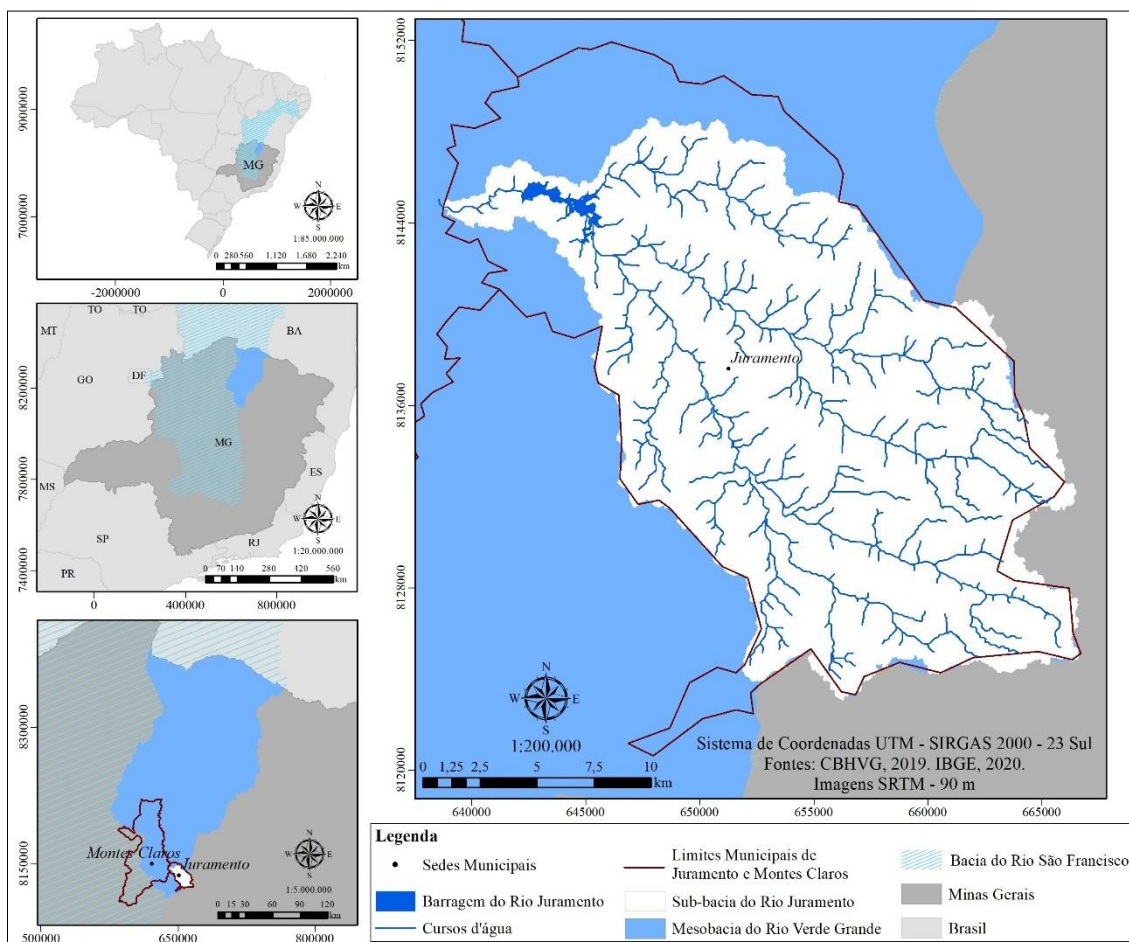 9000000
7000000
MG
N
W E
S
1:85.000.000
0 280560 1.120 1.680 2.240
km
-2000000 0 2000000
TO TO
MT
BA
GO
DF
MG
ES
MS
SP
RJ
PR
8200000
7800000
7400000
N
W E
S
1:20.000.000
0 70 140 280 420 560
km
0 400000 800000
8300000
8150000
Montes Claros
Juramento
N
W E
S
1:5.000.000
0 15 30 60 90 120
km
500000 650000 800000
8152000
8144000
8136000
8128000
8120000
Juramento
N
W E
S
1:200.000
0 1,25 2,5 5 7,5 10
km
Sistema de Coordenadas UTM - SIRGAS 2000 - 23 Sul
Fontes: CBHVG, 2019. IBGE, 2020.
Imagens SRTM - 90 m
640000 645000 650000 655000 660000 665000
Legenda
Sedes Municipais
Barragem do Rio Juramento
Cursos d'água
Limites Municipais de
Juramento e Montes Claros
Sub-bacia do Rio Juramento
Mesobacia do Rio Verde Grande
Bacia do Rio São Francisco
Minas Gerais
Brasil